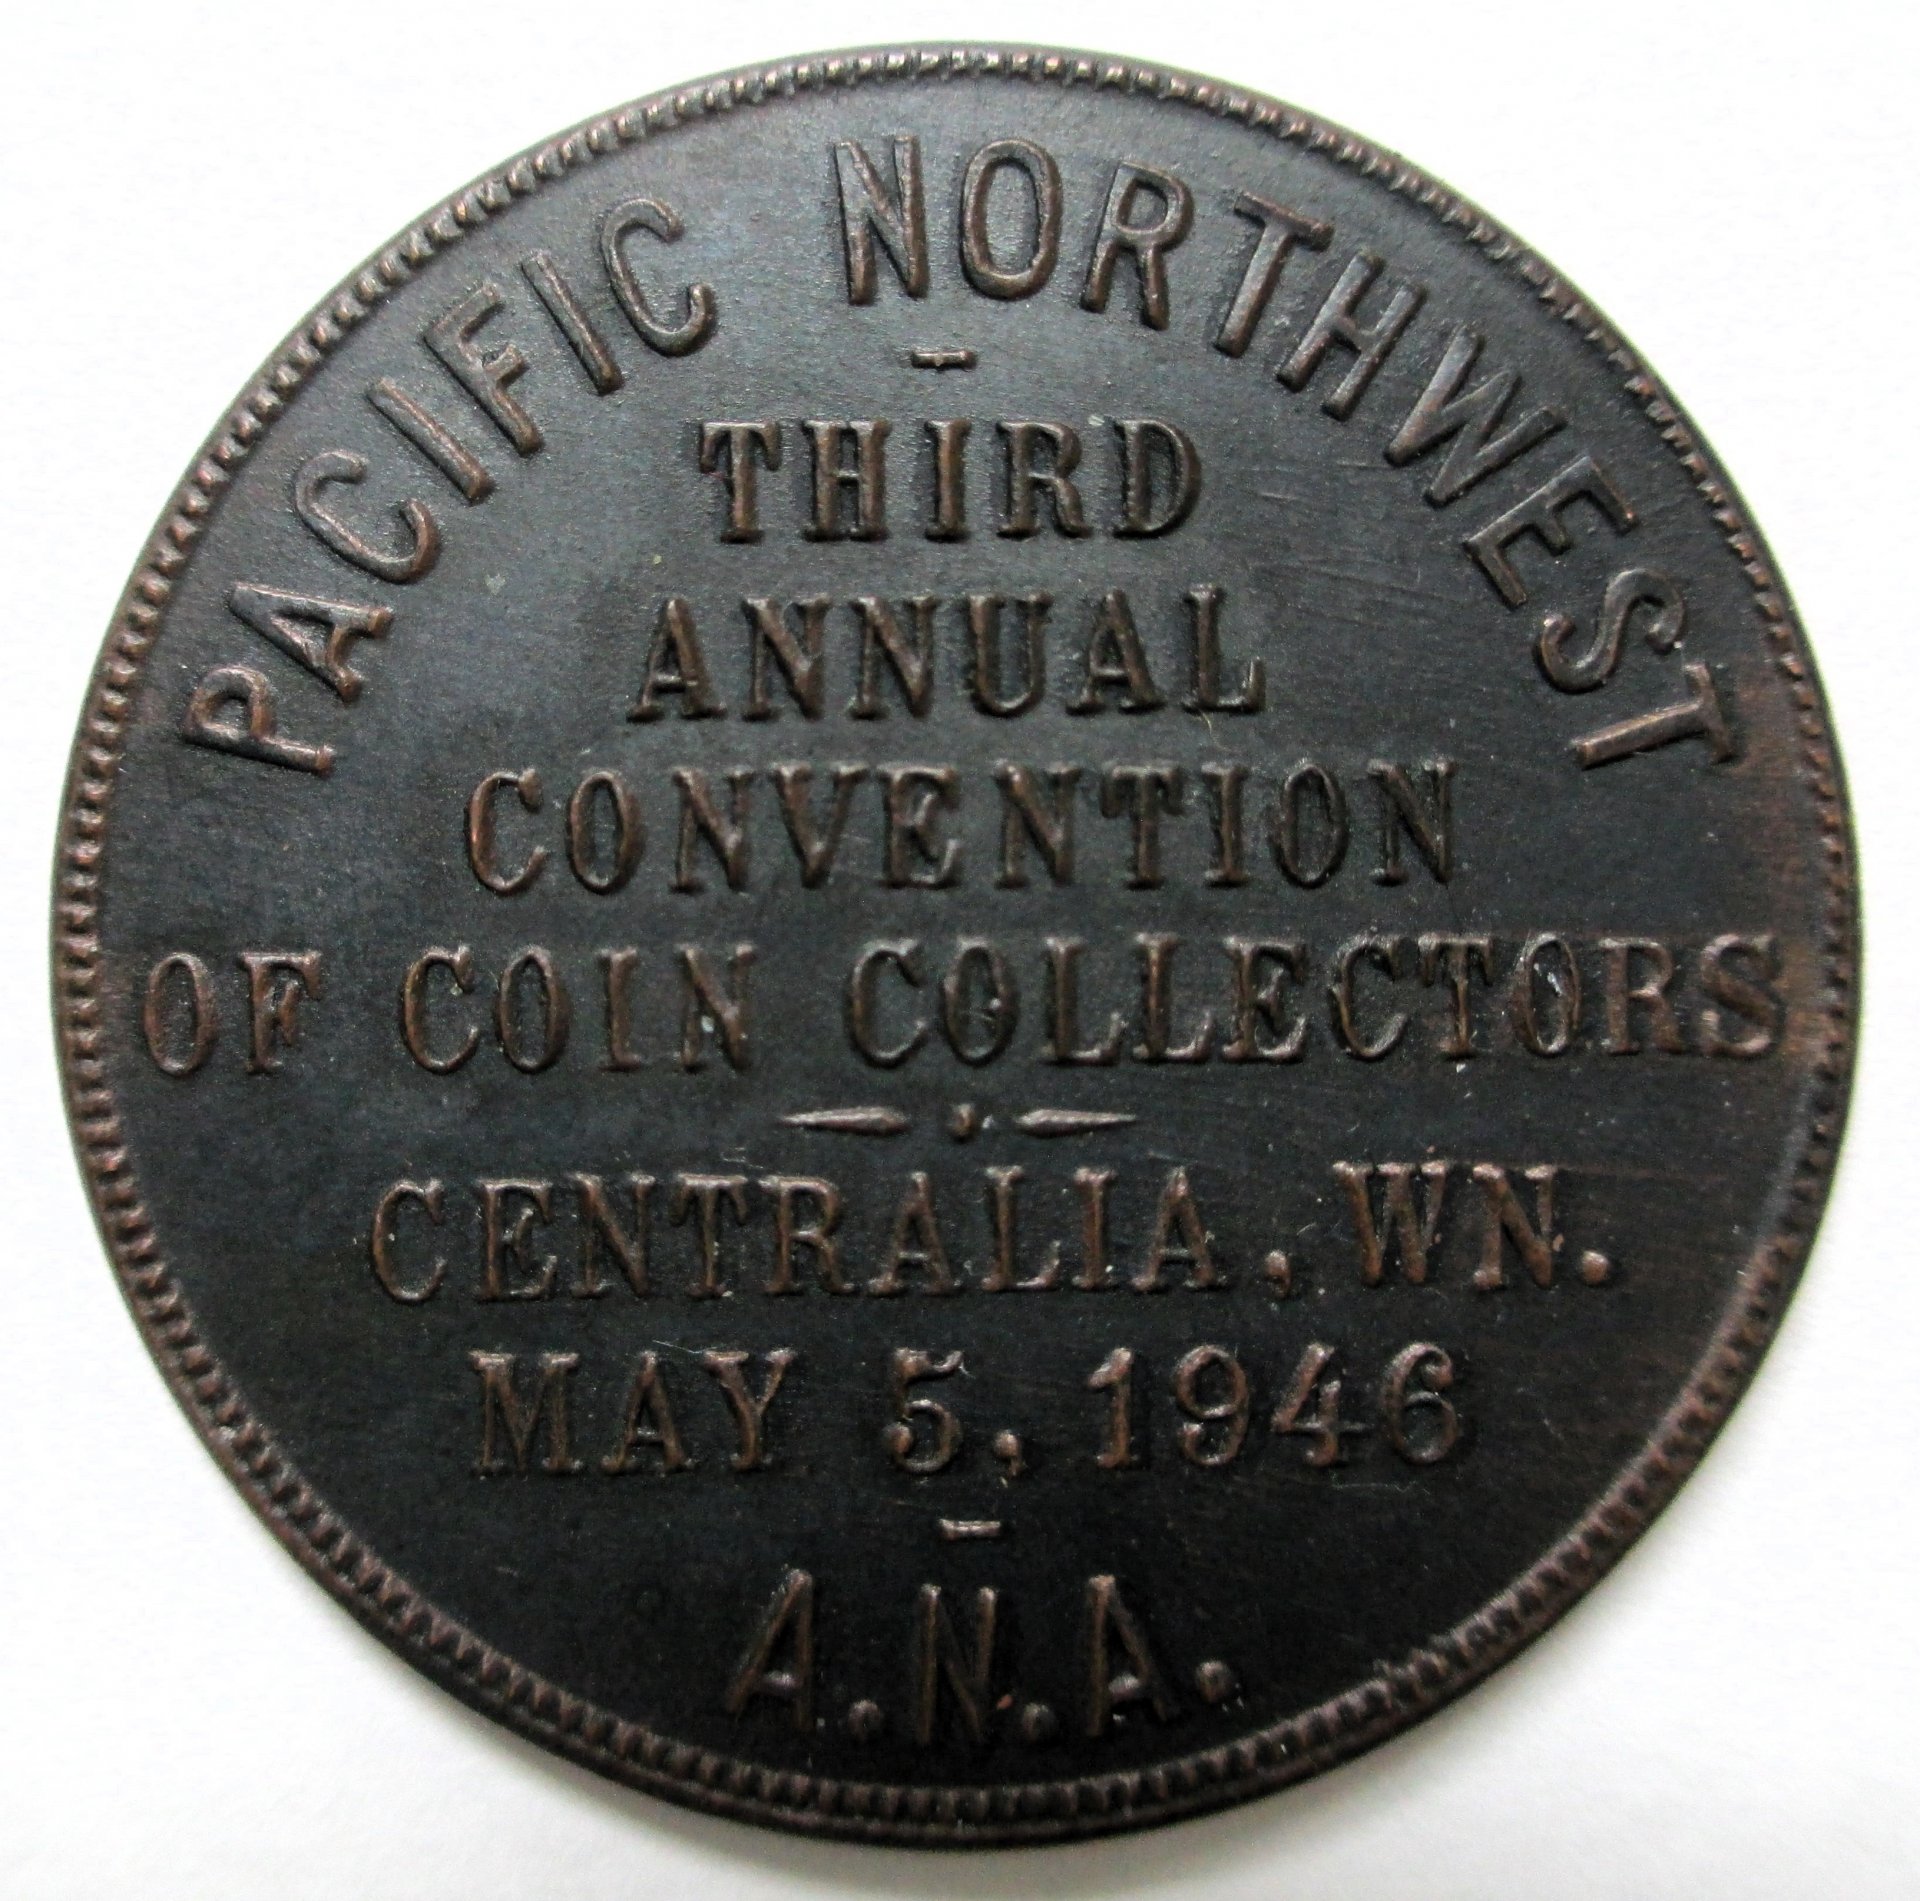 PACIFIC NORTHWEST
-
THIRD
ANNUAL
CONVENTION
OF COIN COLLECTORS
CENTRALIA, WN.
MAY 5, 1946
-
A.N.A.